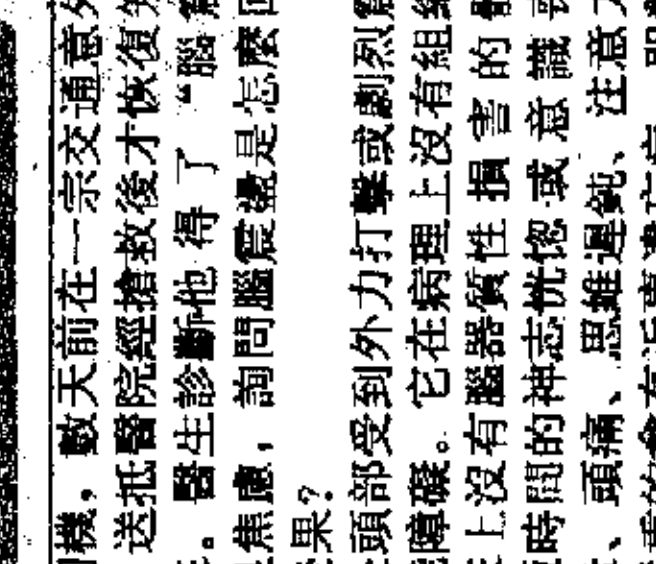 機，數天前在一宗交通意外
送抵醫院經搶救後才恢復
。醫生診斷他得了“腦
焦慮，詢問腦震盪是怎麼
果？
頭部受到外力打擊或劇烈
障礙。它在病理上沒有組
上沒有腦器質性損害的
時間的神志恍惚或意識
、頭痛、思維遲鈍、注意